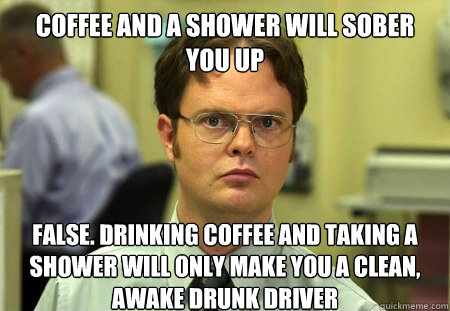 COFFEE AND A SHOWER WILL SOBER
YOU UP
FALSE. DRINKING COFFEE AND TAKING A
SHOWER WILL ONLY MAKE YOU A CLEAN,
AWAKE DRUNK DRIVER
quickmeme.com